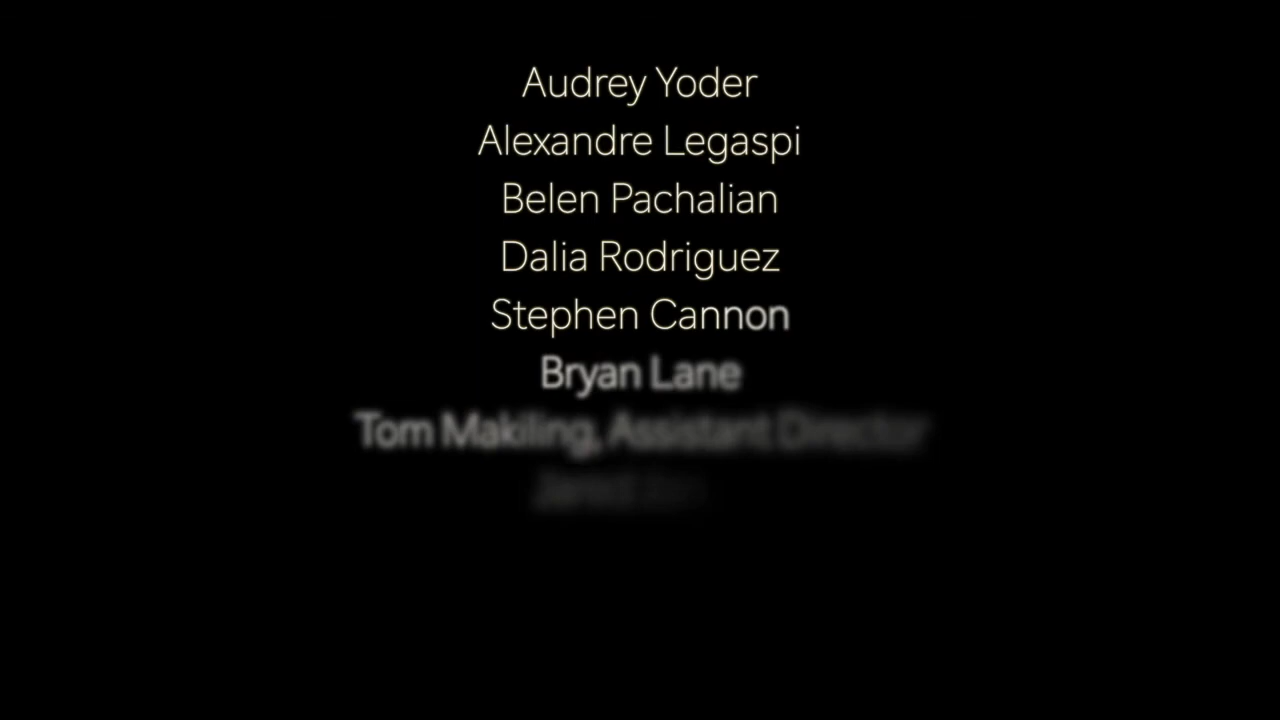 Audrey Yoder
Alexandre Legaspi
Belen Pachalian
Dalia Rodriguez
Stephen Cannon
Bryan Lane
Tom Makiling, Assistant Director